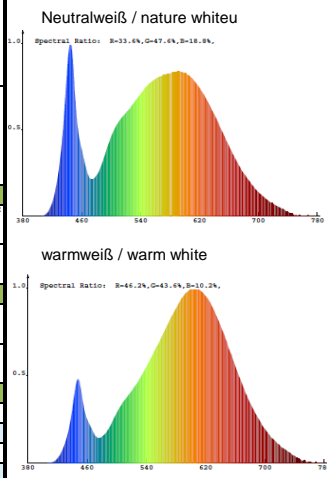 Neutralweiß / nature whiteu
1.0
Spectral Ratio: R=33.6%,G=47.6%,B=18.8%,
0.5
380 460 540 620 700 780
warmweiß / warm white
1.0
Spectral Ratio: R=46.2%,G=43.6%,B=10.2%,
0.5
380 460 540 620 700 78